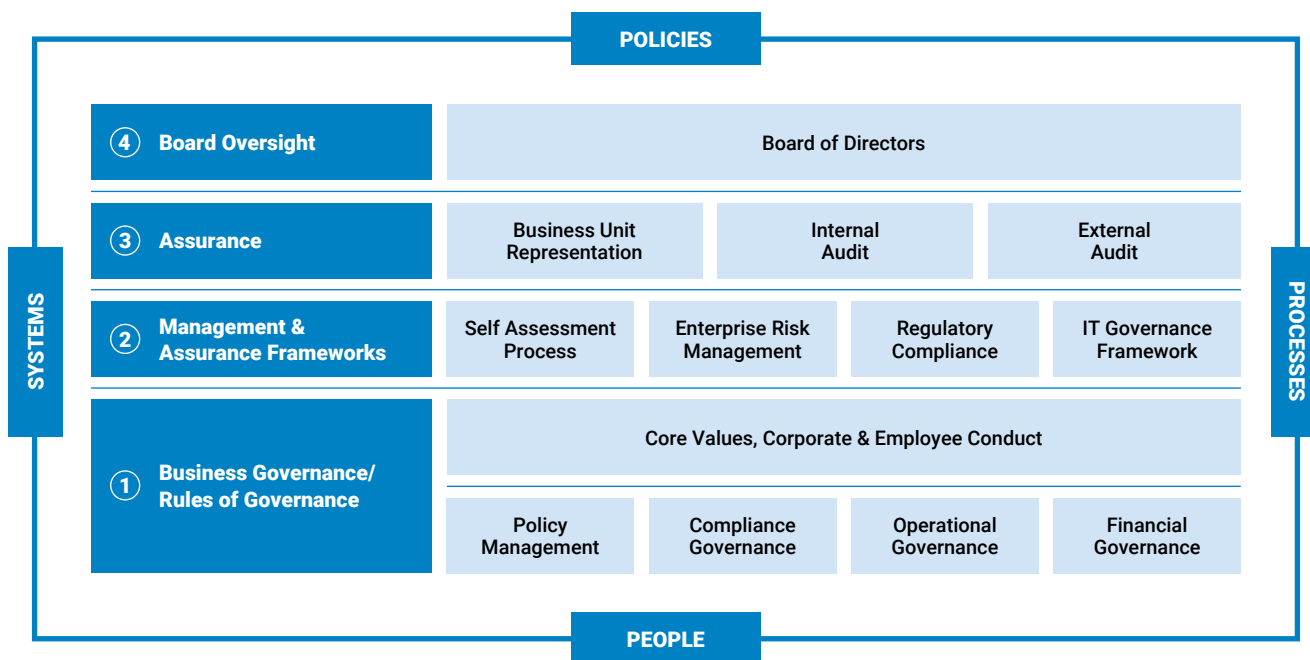 POLICIES
4 Board Oversight
Board of Directors
3 Assurance
Business Unit
Representation
Internal
Audit
External
Audit
SYSTEMS
PROCESSES
2 Management &
Assurance Frameworks
Self Assessment
Process
Enterprise Risk
Management
Regulatory
Compliance
IT Governance
Framework
1 Business Governance/
Rules of Governance
Core Values, Corporate & Employee Conduct
Policy
Management
Compliance
Governance
Operational
Governance
Financial
Governance
PEOPLE